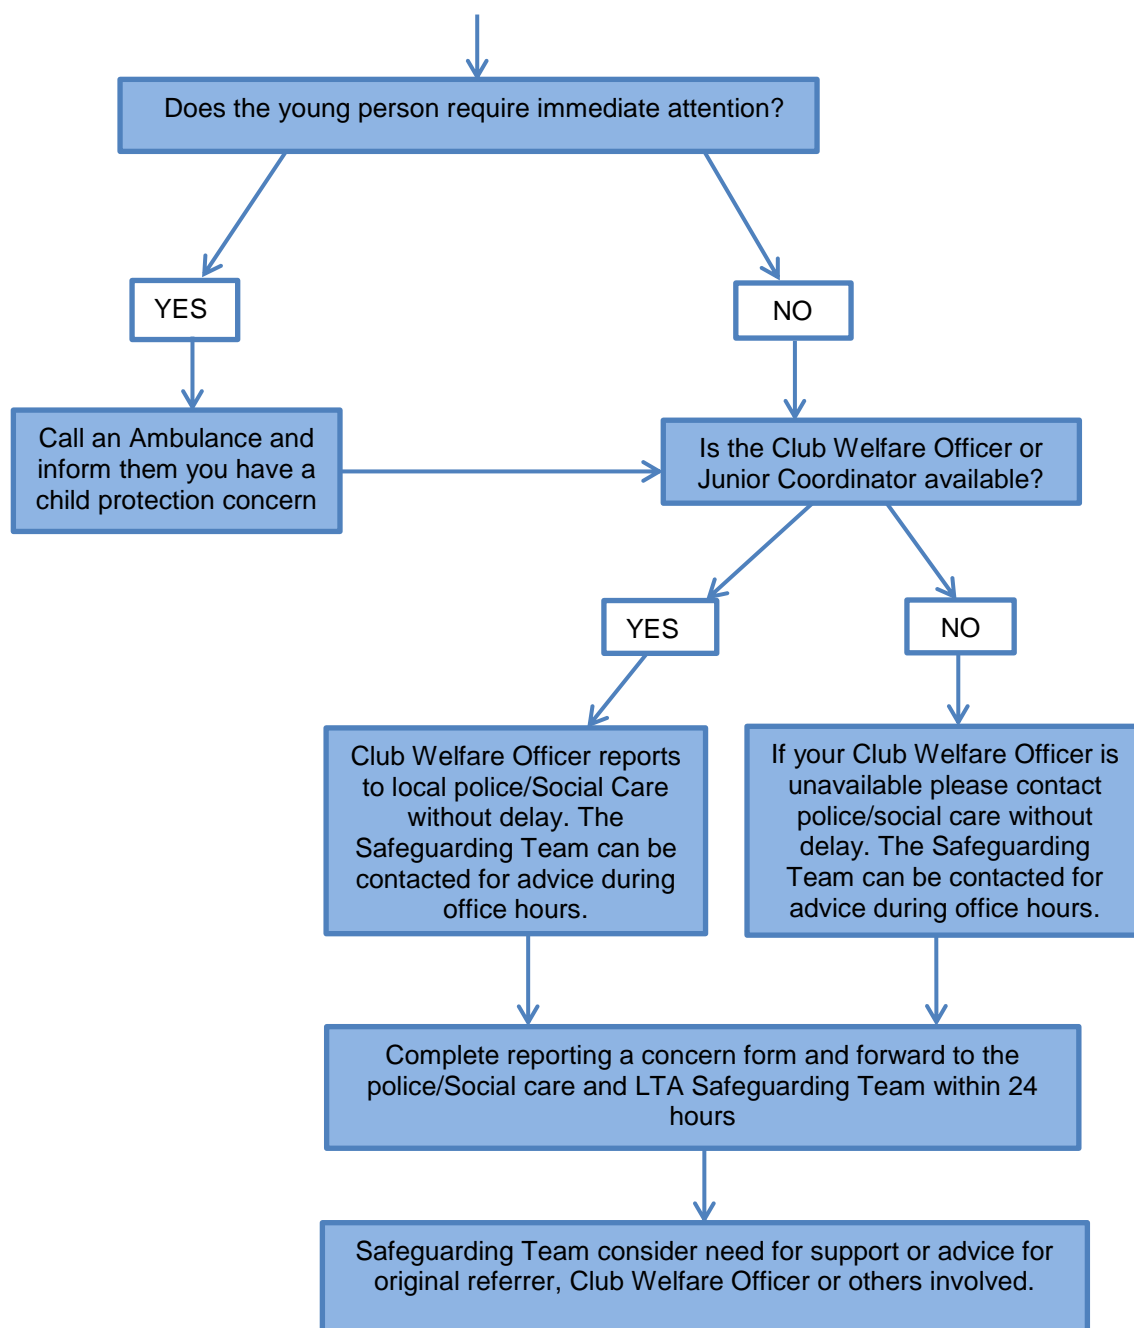 Does the young person require immediate attention?
YES
NO
Call an Ambulance and
inform them you have a
child protection concern
Is the Club Welfare Officer or
Junior Coordinator available?
YES
NO
Club Welfare Officer reports
to local police/Social Care
without delay. The
Safeguarding Team can be
contacted for advice during
office hours.
If your Club Welfare Officer is
unavailable please contact
police/social care without
delay. The Safeguarding
Team can be contacted for
advice during office hours.
Complete reporting a concern form and forward to the
police/Social care and LTA Safeguarding Team within 24
hours
Safeguarding Team consider need for support or advice for
original referrer, Club Welfare Officer or others involved.